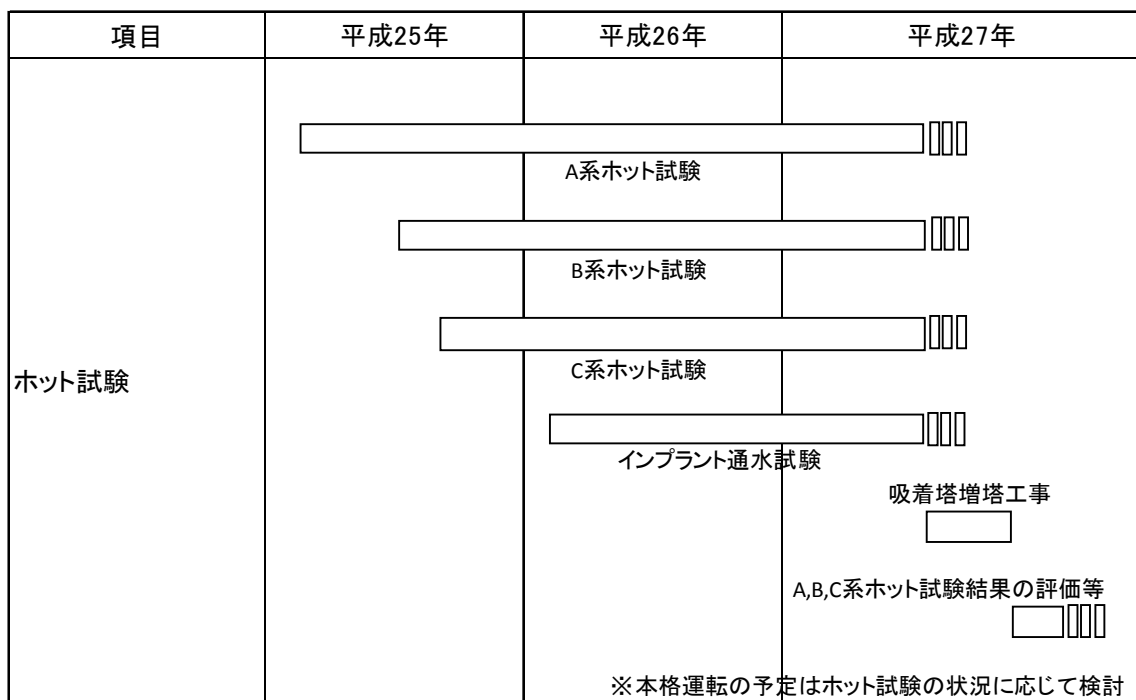 項目
平成25年
平成26年
平成27年
A系ホット試験
B系ホット試験
C系ホット試験
ホット試験
インプラント通水試験
吸着塔増塔工事
A,B,C系ホット試験結果の評価等
※本格運転の予定はホット試験の状況に応じて検討